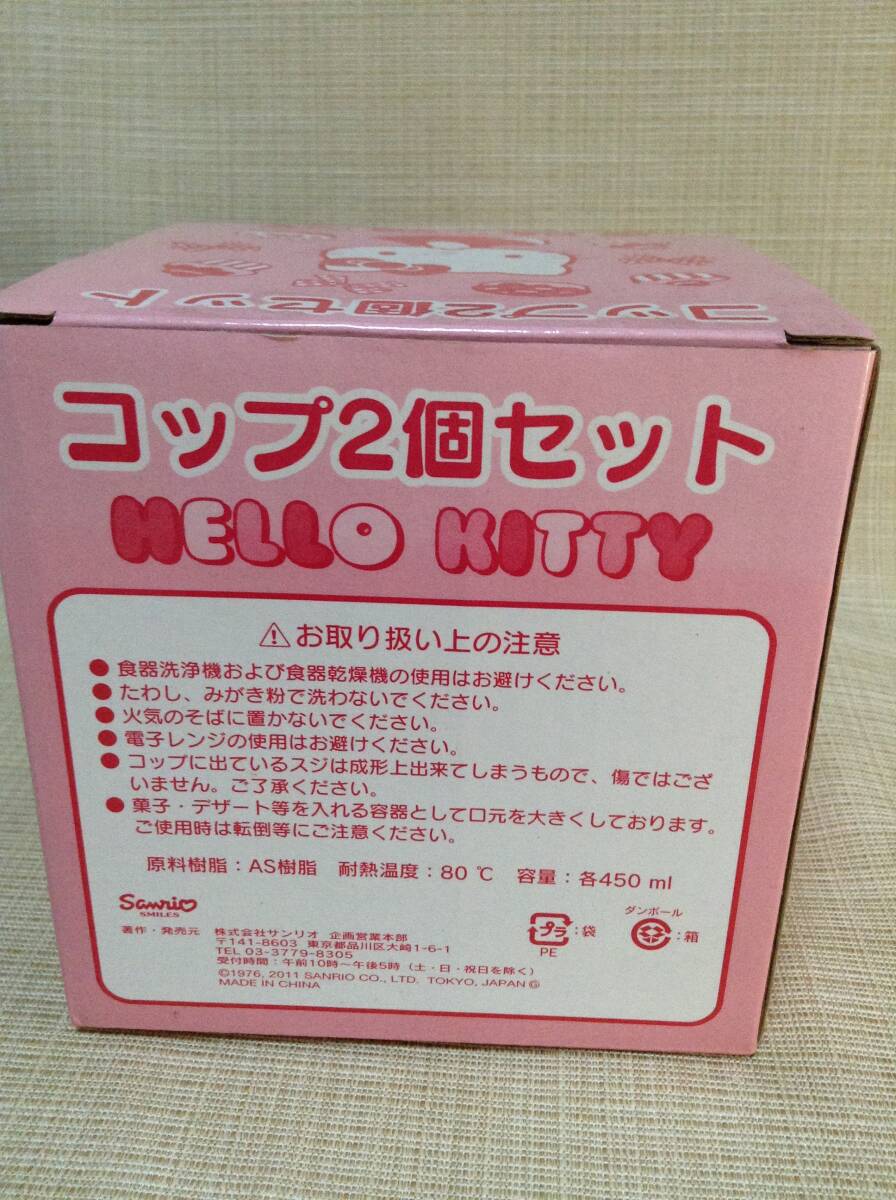 コップ2個セット
コップ2個セット
HELLO KITTY
⚠お取り扱い上の注意
●食器洗浄機および食器乾燥機の使用はお避けください。
●たわし、みがき粉で洗わないでください。
●火気のそばに置かないでください。
●電子レンジの使用はお避けください。
●コップに出ているスジは成形上出来てしまうもので、傷ではござ
いません。ご了承ください。
●菓子・デザート等を入れる容器として口元を大きくしております。
ご使用時は転倒等にご注意ください。
原料樹脂：AS樹脂 耐熱温度：80 ℃ 容量：各450 ml
Sanrio
SMILES
著作・発売元 株式会社サンリオ 企画営業本部
〒141-8603 東京都品川区大崎1-6-1
TEL 03-3779-8305
受付時間：午前10時〜午後5時（土・日・祝日を除く）
©1976, 2011 SANRIO CO., LTD. TOKYO, JAPAN Ⓖ
MADE IN CHINA
プラ：袋
PE
ダンボール
：箱